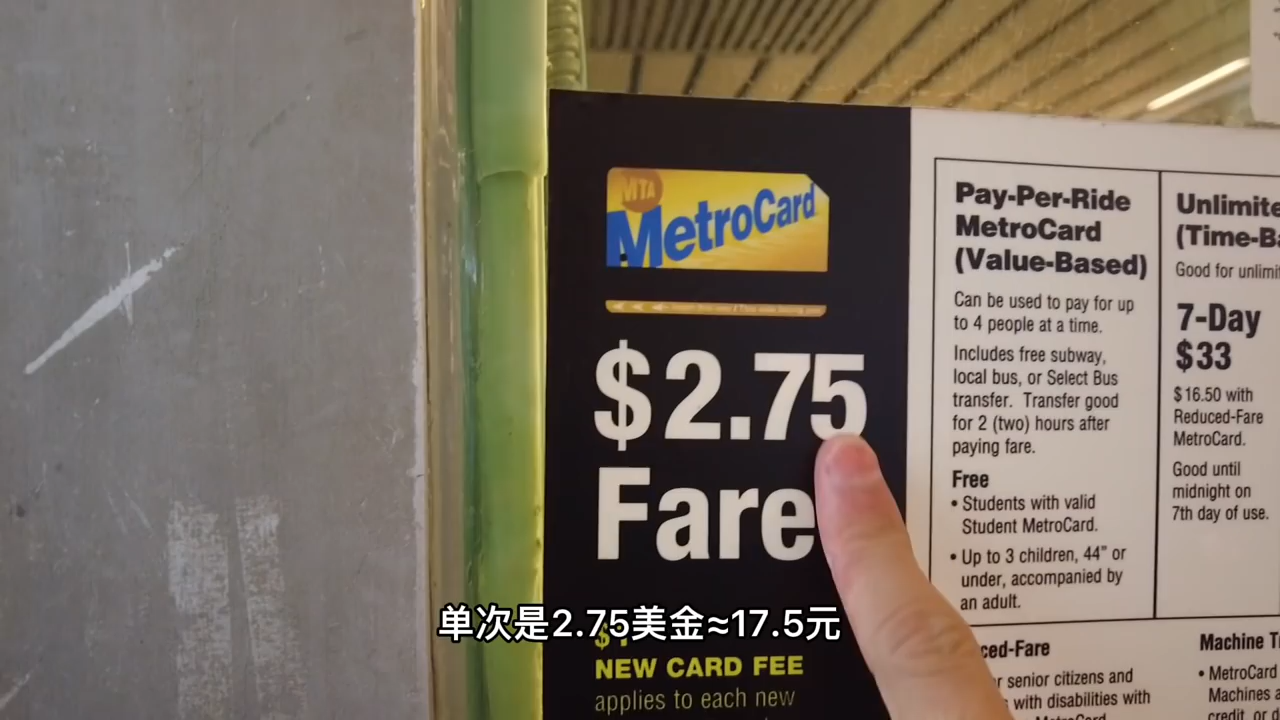 MTA
MetroCard
$2.75
Fare
NEW CARD FEE
applies to each new
Pay-Per-Ride
MetroCard
(Value-Based)
Can be used to pay for up
to 4 people at a time.
Includes free subway,
local bus, or Select Bus
transfer. Transfer good
for 2 (two) hours after
paying fare.
Free
• Students with valid
Student MetroCard.
• Up to 3 children, 44" or
under, accompanied by
an adult.
Unlimite
(Time-Ba
Good for unlimi
7-Day
$33
$16.50 with
Reduced-Fare
MetroCard.
Good until
midnight on
7th day of use.
ced-Fare
r senior citizens and
s with disabilities with
MetroCard
Machine T
• MetroCard
Machines a
credit, or d
单次是2.75美金≈17.5元